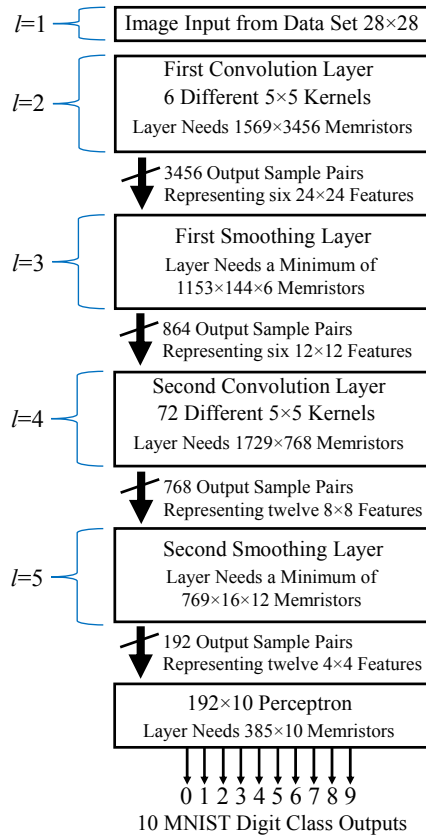 l=1
Image Input from Data Set 28×28
l=2
First Convolution Layer
6 Different 5×5 Kernels
Layer Needs 1569×3456 Memristors
3456 Output Sample Pairs
Representing six 24×24 Features
l=3
First Smoothing Layer
Layer Needs a Minimum of
1153×144×6 Memristors
864 Output Sample Pairs
Representing six 12×12 Features
l=4
Second Convolution Layer
72 Different 5×5 Kernels
Layer Needs 1729×768 Memristors
768 Output Sample Pairs
Representing twelve 8×8 Features
l=5
Second Smoothing Layer
Layer Needs a Minimum of
769×16×12 Memristors
192 Output Sample Pairs
Representing twelve 4×4 Features
192×10 Perceptron
Layer Needs 385×10 Memristors
0 1 2 3 4 5 6 7 8 9
10 MNIST Digit Class Outputs